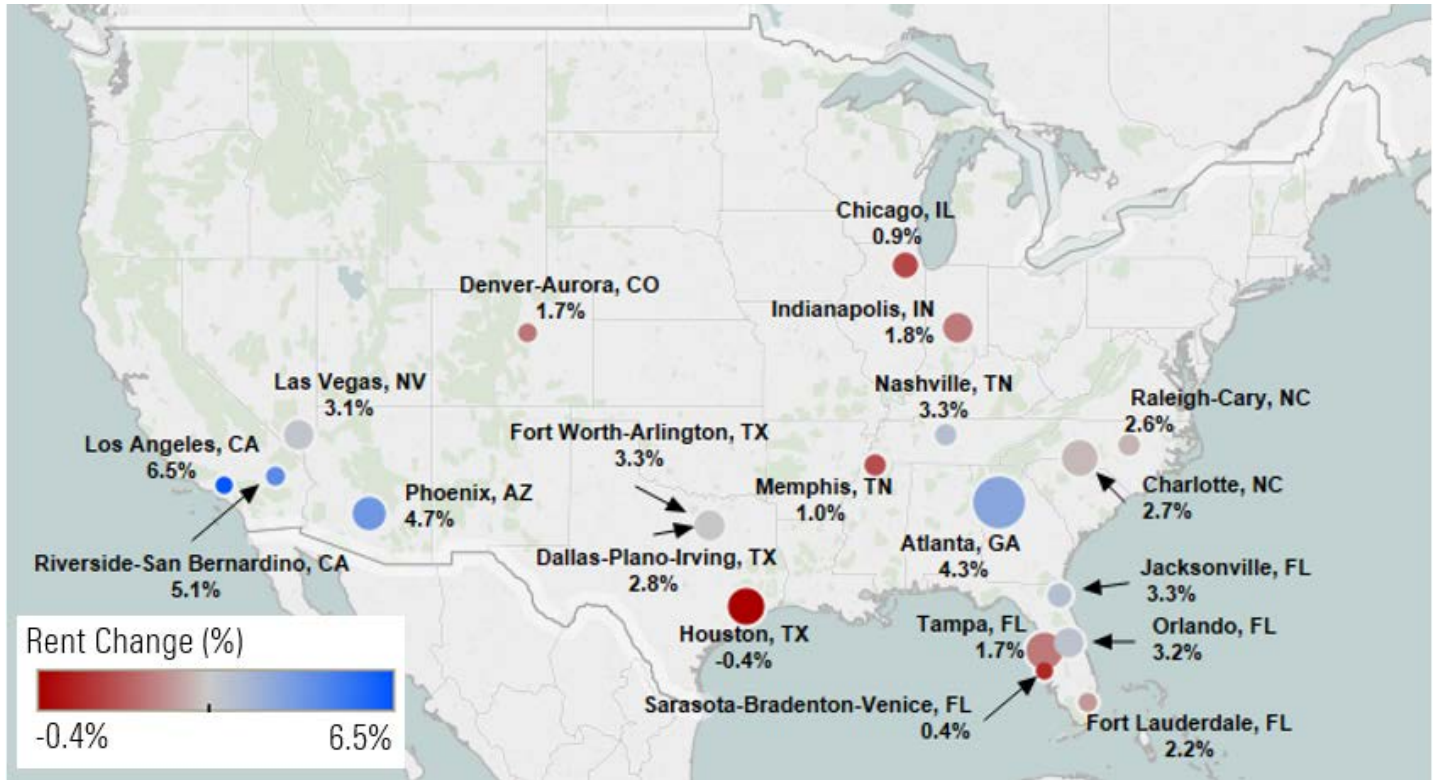 Chicago, IL
0.9%
Denver-Aurora, CO
1.7%
Indianapolis, IN
1.8%
Las Vegas, NV
3.1%
Nashville, TN
3.3%
Raleigh-Cary, NC
2.6%
Los Angeles, CA
6.5%
Fort Worth-Arlington, TX
3.3%
Phoenix, AZ
4.7%
Memphis, TN
1.0%
Charlotte, NC
2.7%
Riverside-San Bernardino, CA
5.1%
Dallas-Plano-Irving, TX
2.8%
Atlanta, GA
4.3%
Jacksonville, FL
3.3%
Houston, TX
-0.4%
Tampa, FL
1.7%
Orlando, FL
3.2%
Sarasota-Bradenton-Venice, FL
0.4%
Fort Lauderdale, FL
2.2%
Rent Change (%)
-0.4%
6.5%